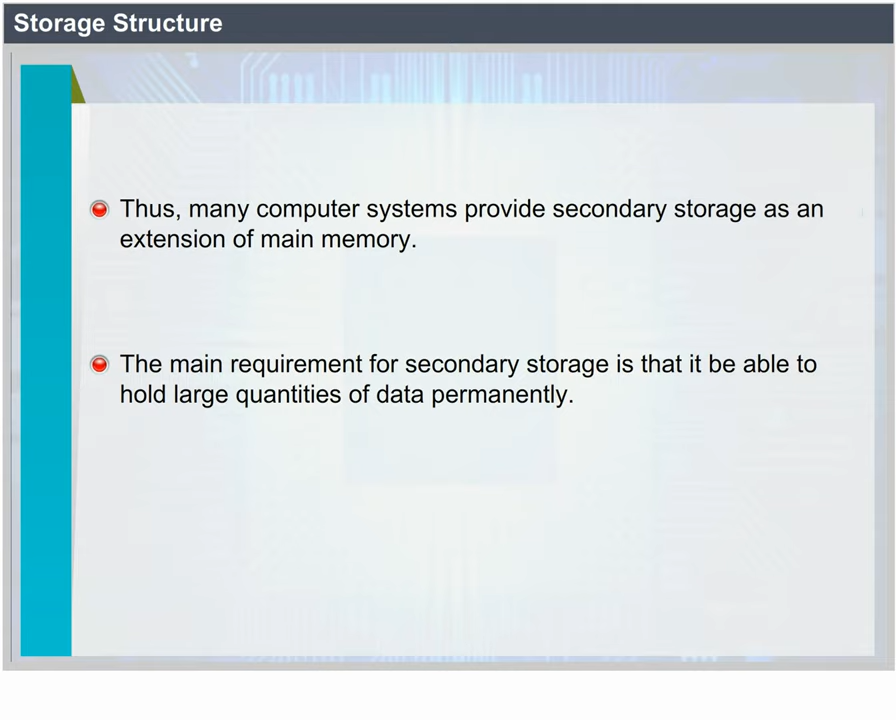 Storage Structure
Thus, many computer systems provide secondary storage as an
extension of main memory.
The main requirement for secondary storage is that it be able to
hold large quantities of data permanently.